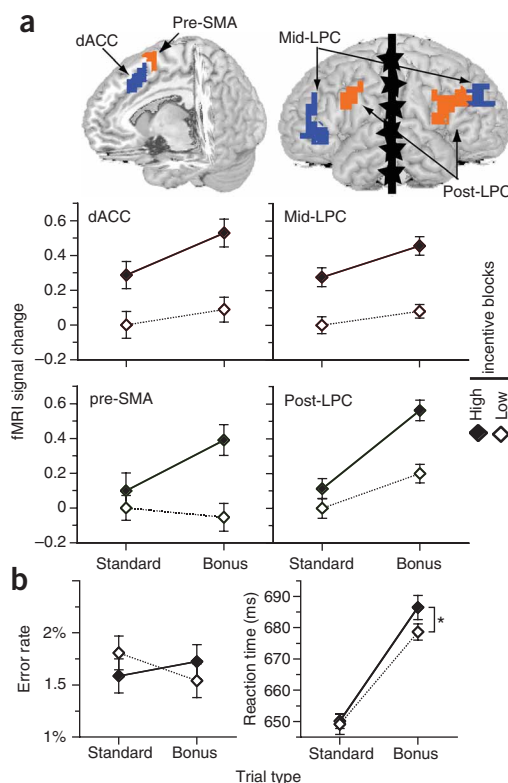 a
Pre-SMA
dACC
Mid-LPC
Post-LPC
dACC
Mid-LPC
0.6
0.4
0.2
0
–0.2
pre-SMA
Post-LPC
0.4
0.2
0
–0.2
fMRI signal change
Standard
Bonus
Standard
Bonus
incentive blocks
High
Low
b
2%
1.5
1%
Error rate
690
680
670
660
650
Reaction time (ms)
*
Standard
Bonus
Standard
Bonus
Trial type